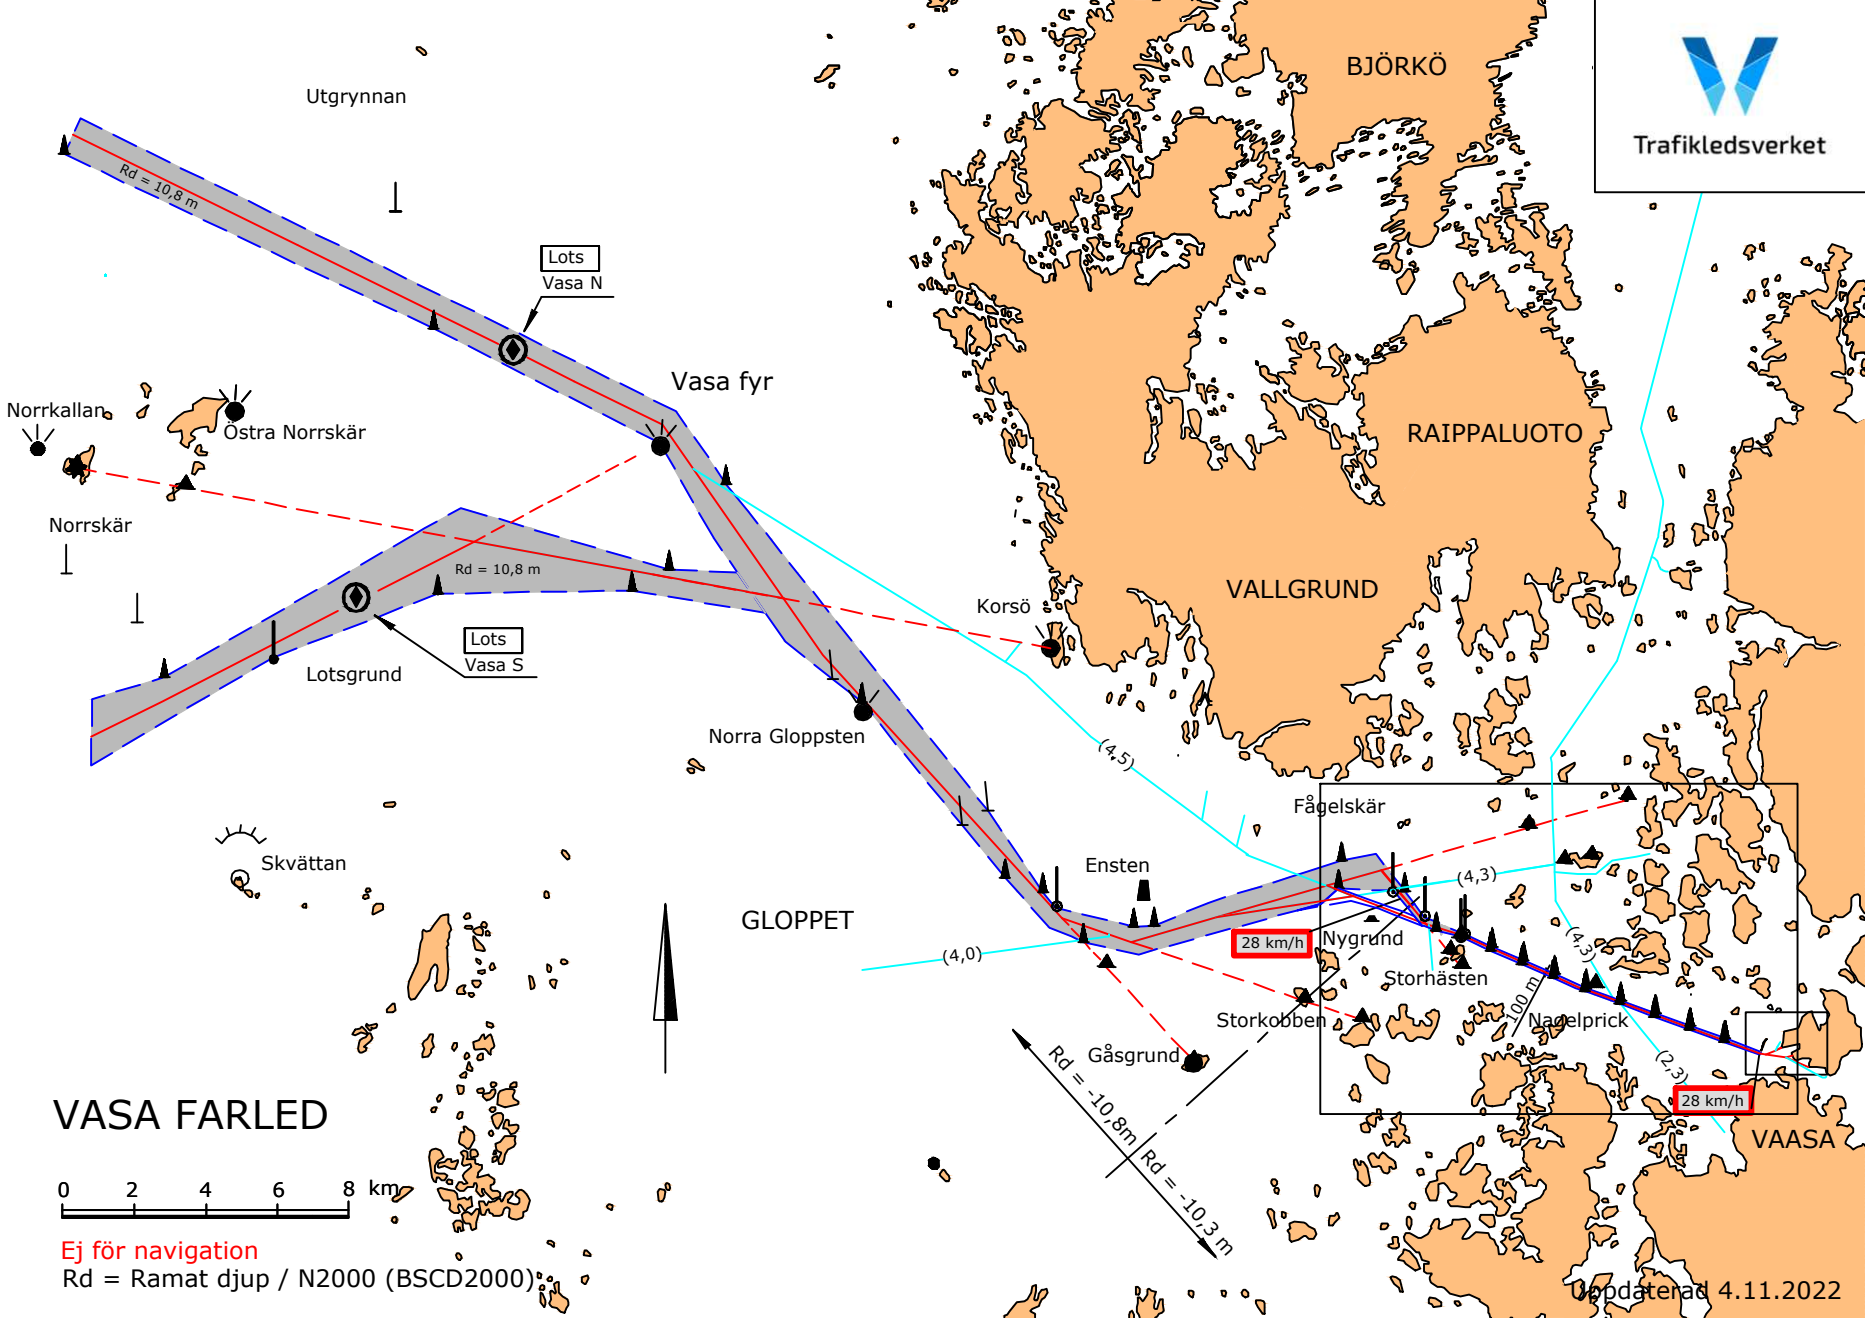 BJÖRKÖ
Trafikledsverket
Utgrynnan
Rd = 10,8 m
Lots
Vasa N
Vasa fyr
Norrkallan
Östra Norrskär
RAIPPALUOTO
Norrskär
Rd = 10,8 m
VALLGRUND
Korsö
Lots
Vasa S
Lotsgrund
Norra Gloppsten
(4,5)
Fågelskär
Skvättan
Ensten
(4,3)
GLOPPET
28 km/h
Nygrund
(4,3)
(4,0)
Storhästen
100 m
Storkobben
Nagelprick
Gåsgrund
Rd = -10,8m
(2,3)
28 km/h
VASA FARLED
VAASA
Rd = -10,3 m
0 2 4 6 8 km
Ej för navigation
Rd = Ramat djup / N2000 (BSCD2000)
Uppdaterad 4.11.2022